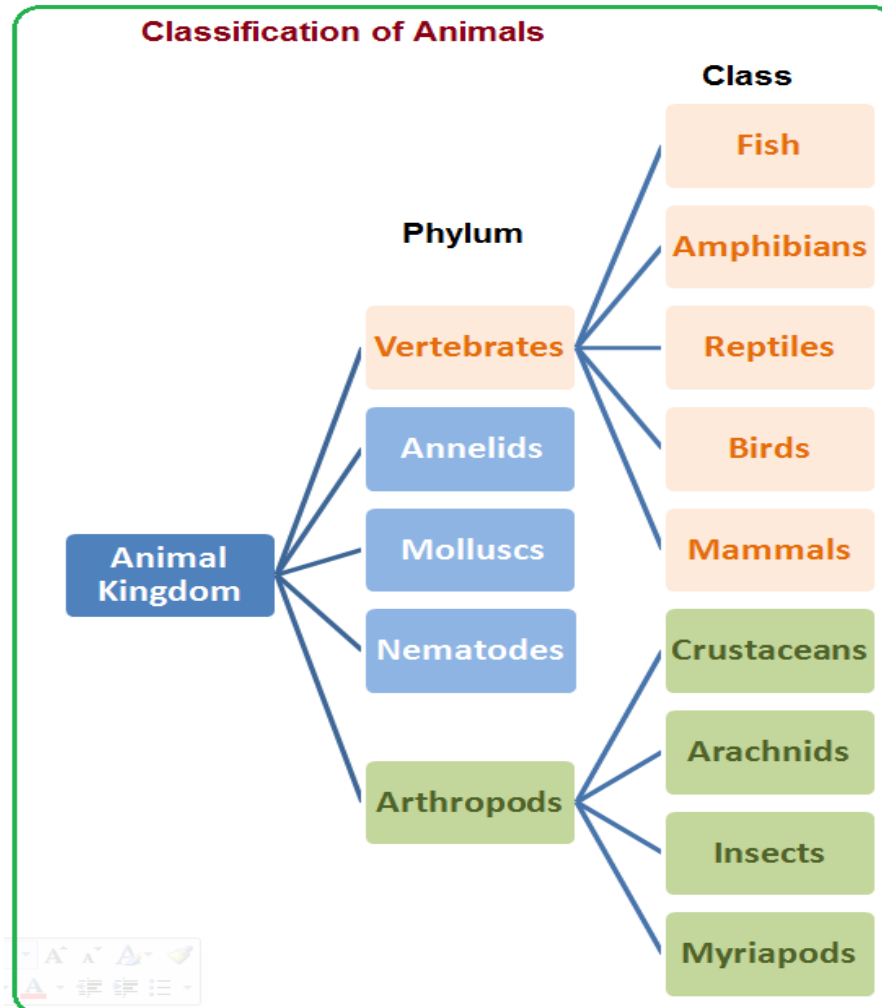 Classification of Animals
Class
Fish
Phylum
Amphibians
Vertebrates
Reptiles
Annelids
Birds
Molluscs
Mammals
Animal
Kingdom
Nematodes
Crustaceans
Arachnids
Arthropods
Insects
Myriapods